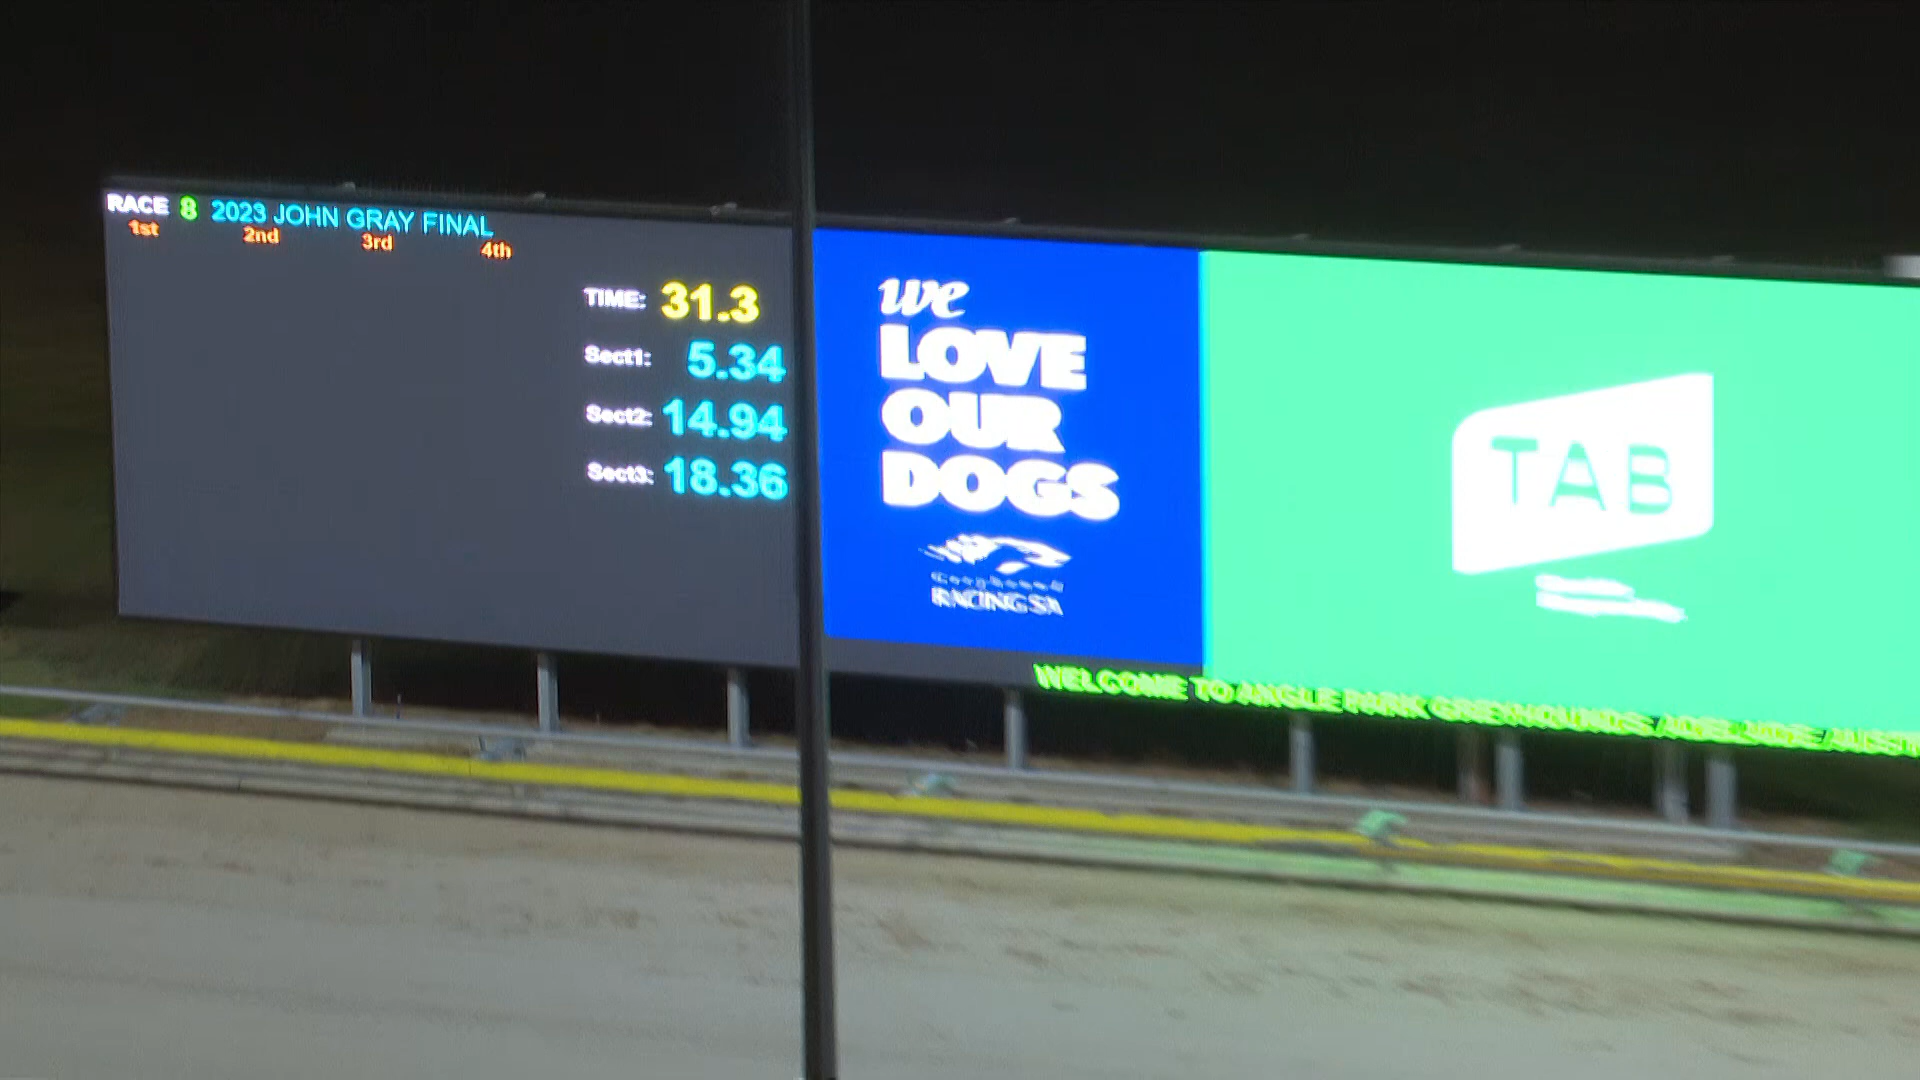 RACE 8 2023 JOHN GRAY FINAL
1st 2nd 3rd 4th
TIME: 31.3
Sect1: 5.34
Sect2: 14.94
Sect3: 18.36
we
LOVE
OUR
DOGS
RACING SA
TAB
WELCOME TO ANGLE PARK GREYHOUNDS ADELAIDE AUST